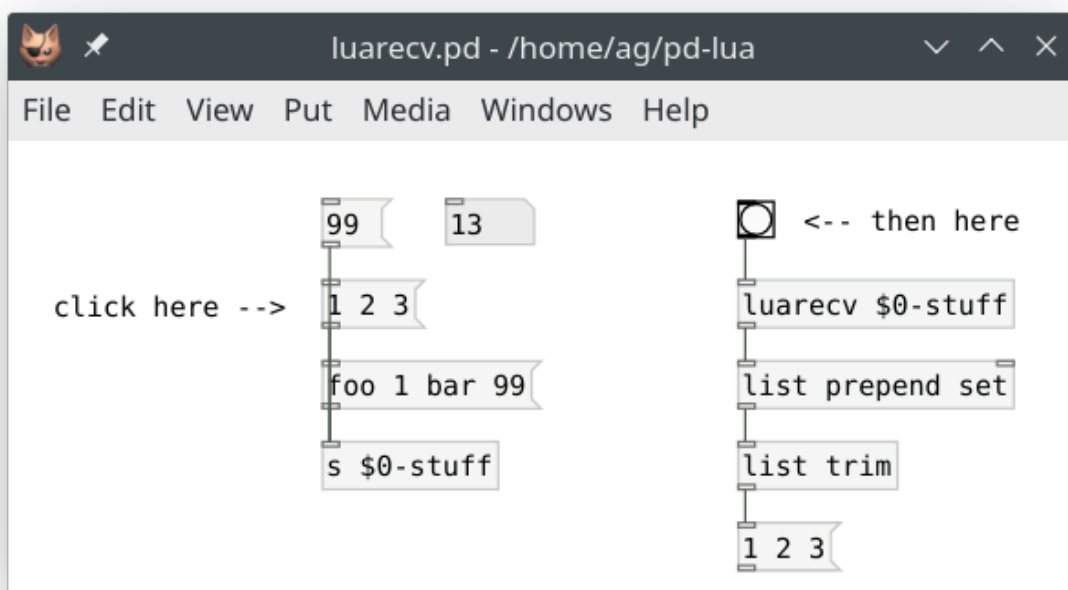 luarecv.pd - /home/ag/pd-lua
File Edit View Put Media Windows Help
99
13
<-- then here
click here -->
1 2 3
luarecv $0-stuff
foo 1 bar 99
list prepend set
s $0-stuff
list trim
1 2 3